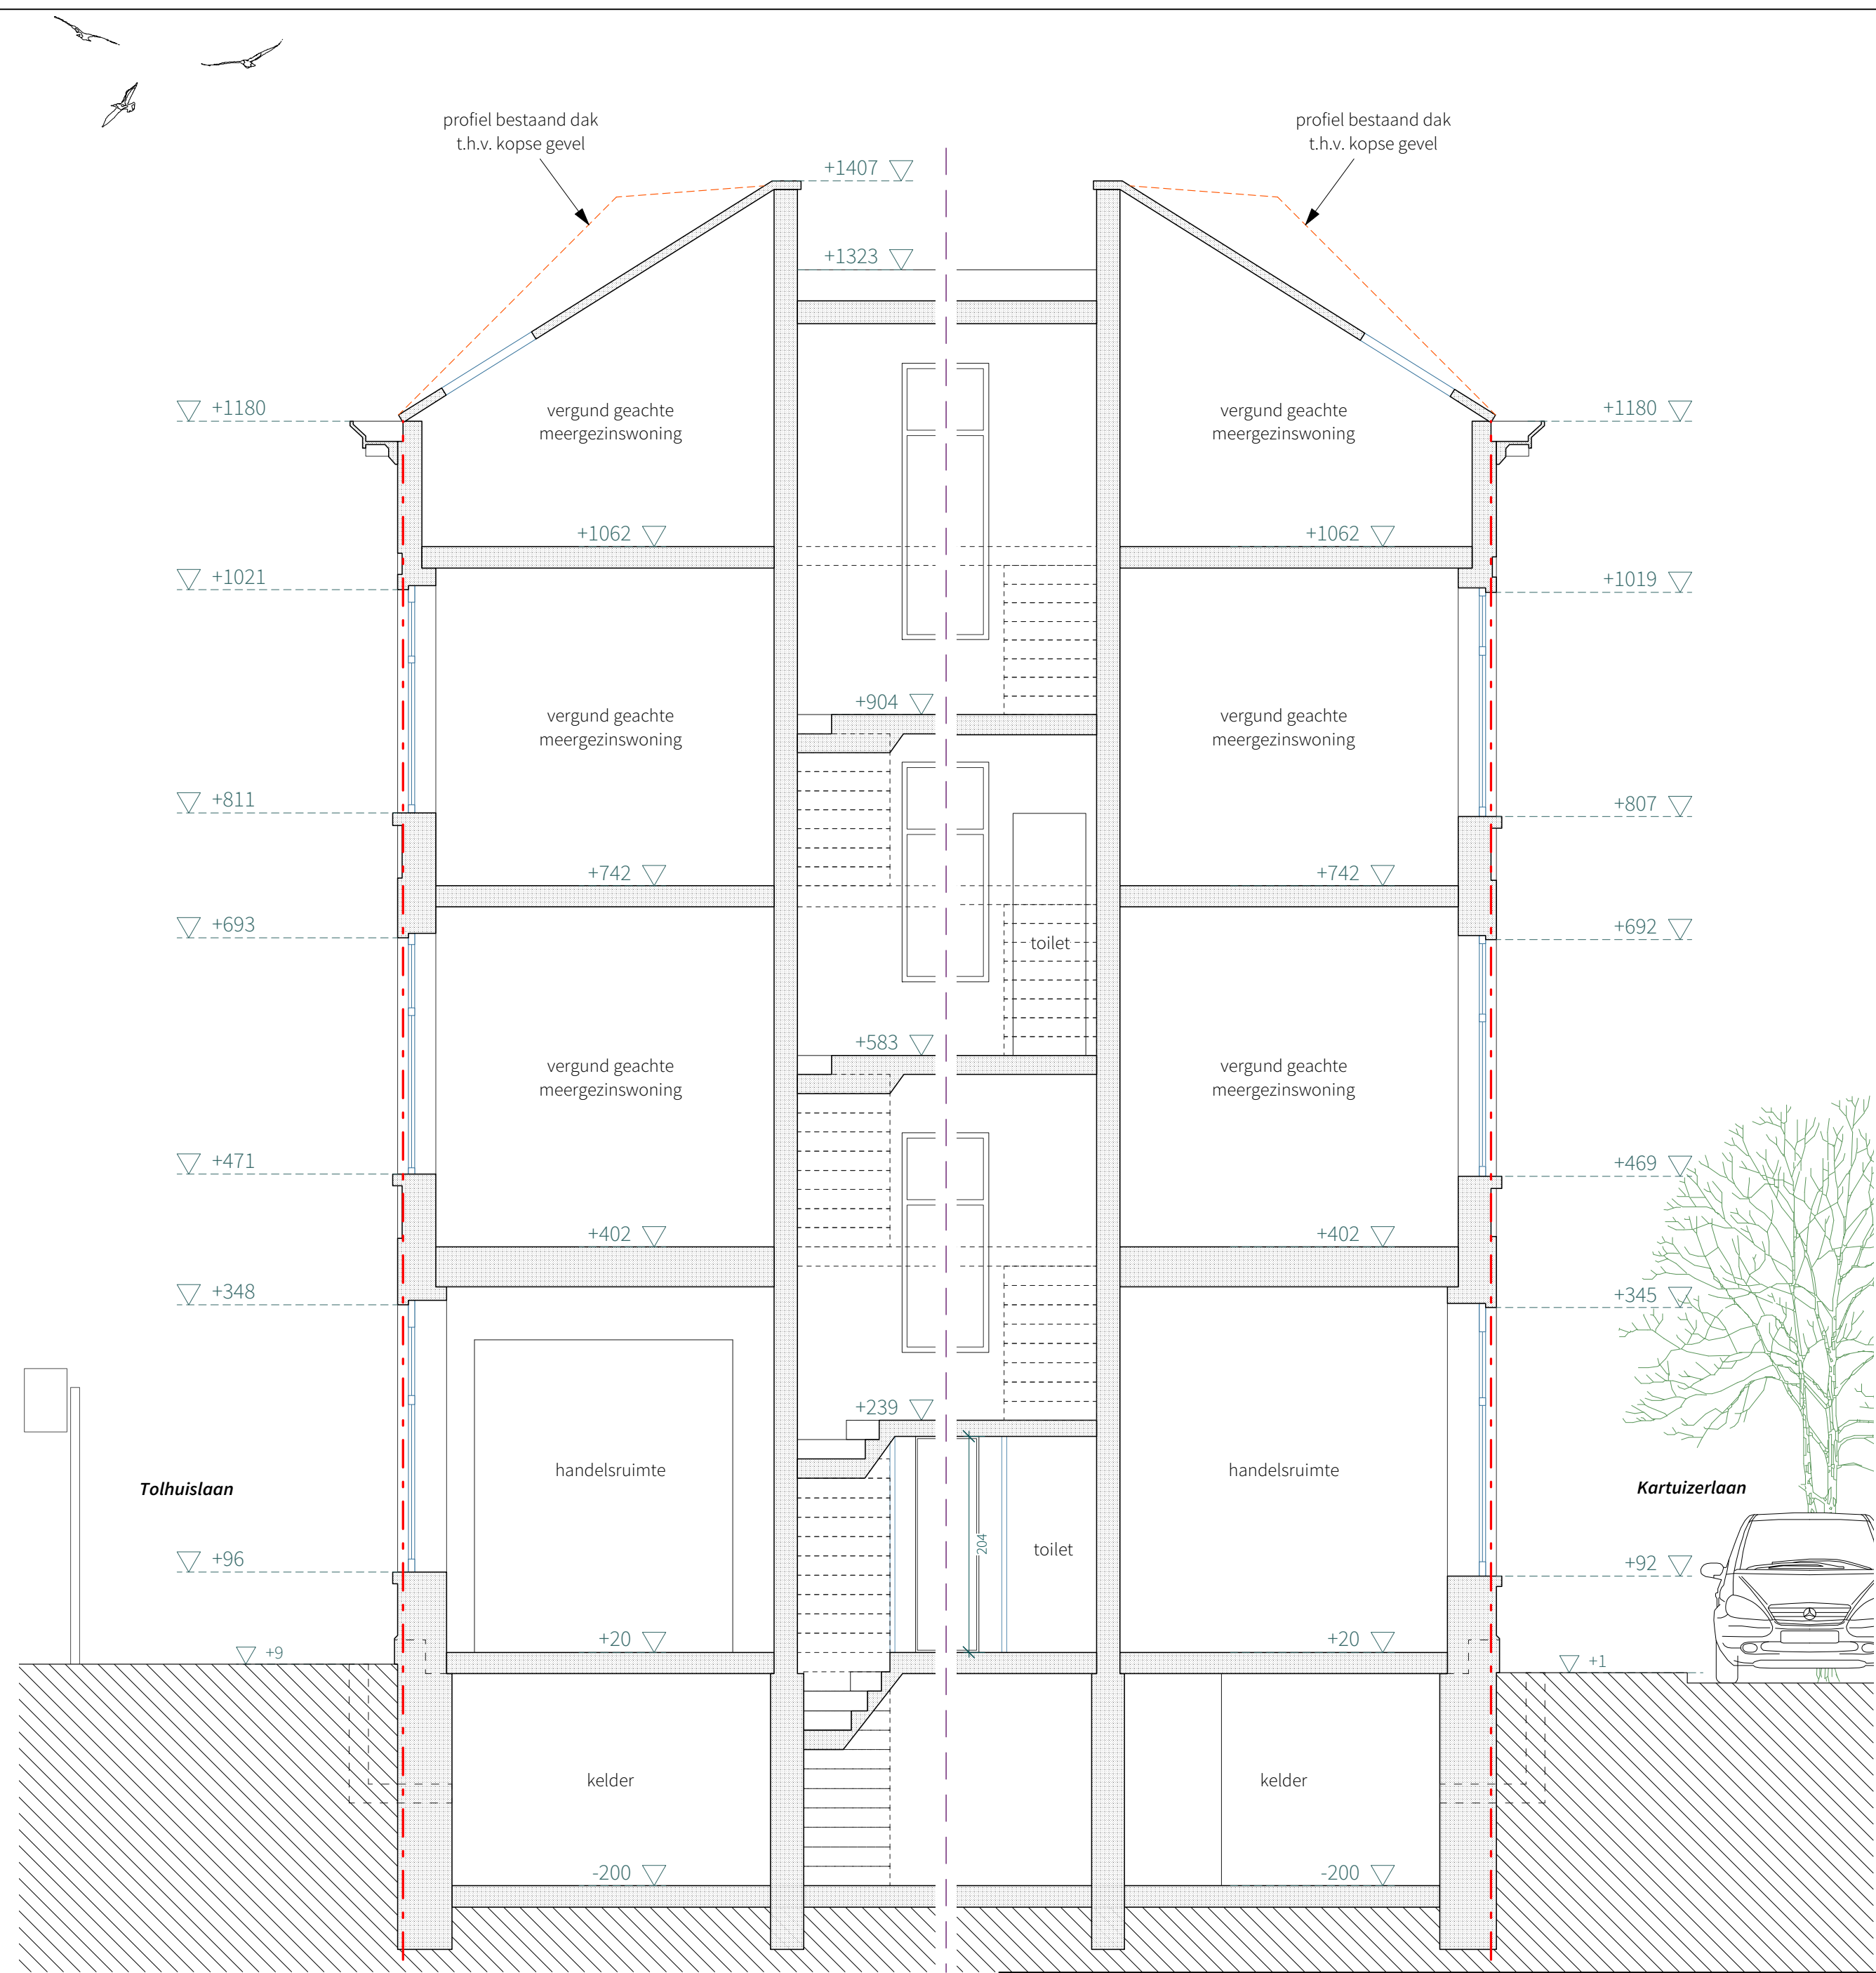 profiel bestaand dak
t.h.v. kopse gevel
profiel bestaand dak
t.h.v. kopse gevel
+1407
+1323
+1180
vergund geachte
meergezinswoning
vergund geachte
meergezinswoning
+1180
+1062
+1062
+1021
+1019
+904
vergund geachte
meergezinswoning
vergund geachte
meergezinswoning
+811
+807
+742
+742
+693
toilet
+692
+583
vergund geachte
meergezinswoning
vergund geachte
meergezinswoning
+471
+469
+402
+402
+348
+345
+239
handelsruimte
handelsruimte
Tolhuislaan
Kartuizerlaan
204
toilet
+96
+92
+20
+20
+9
+1
kelder
kelder
-200
-200